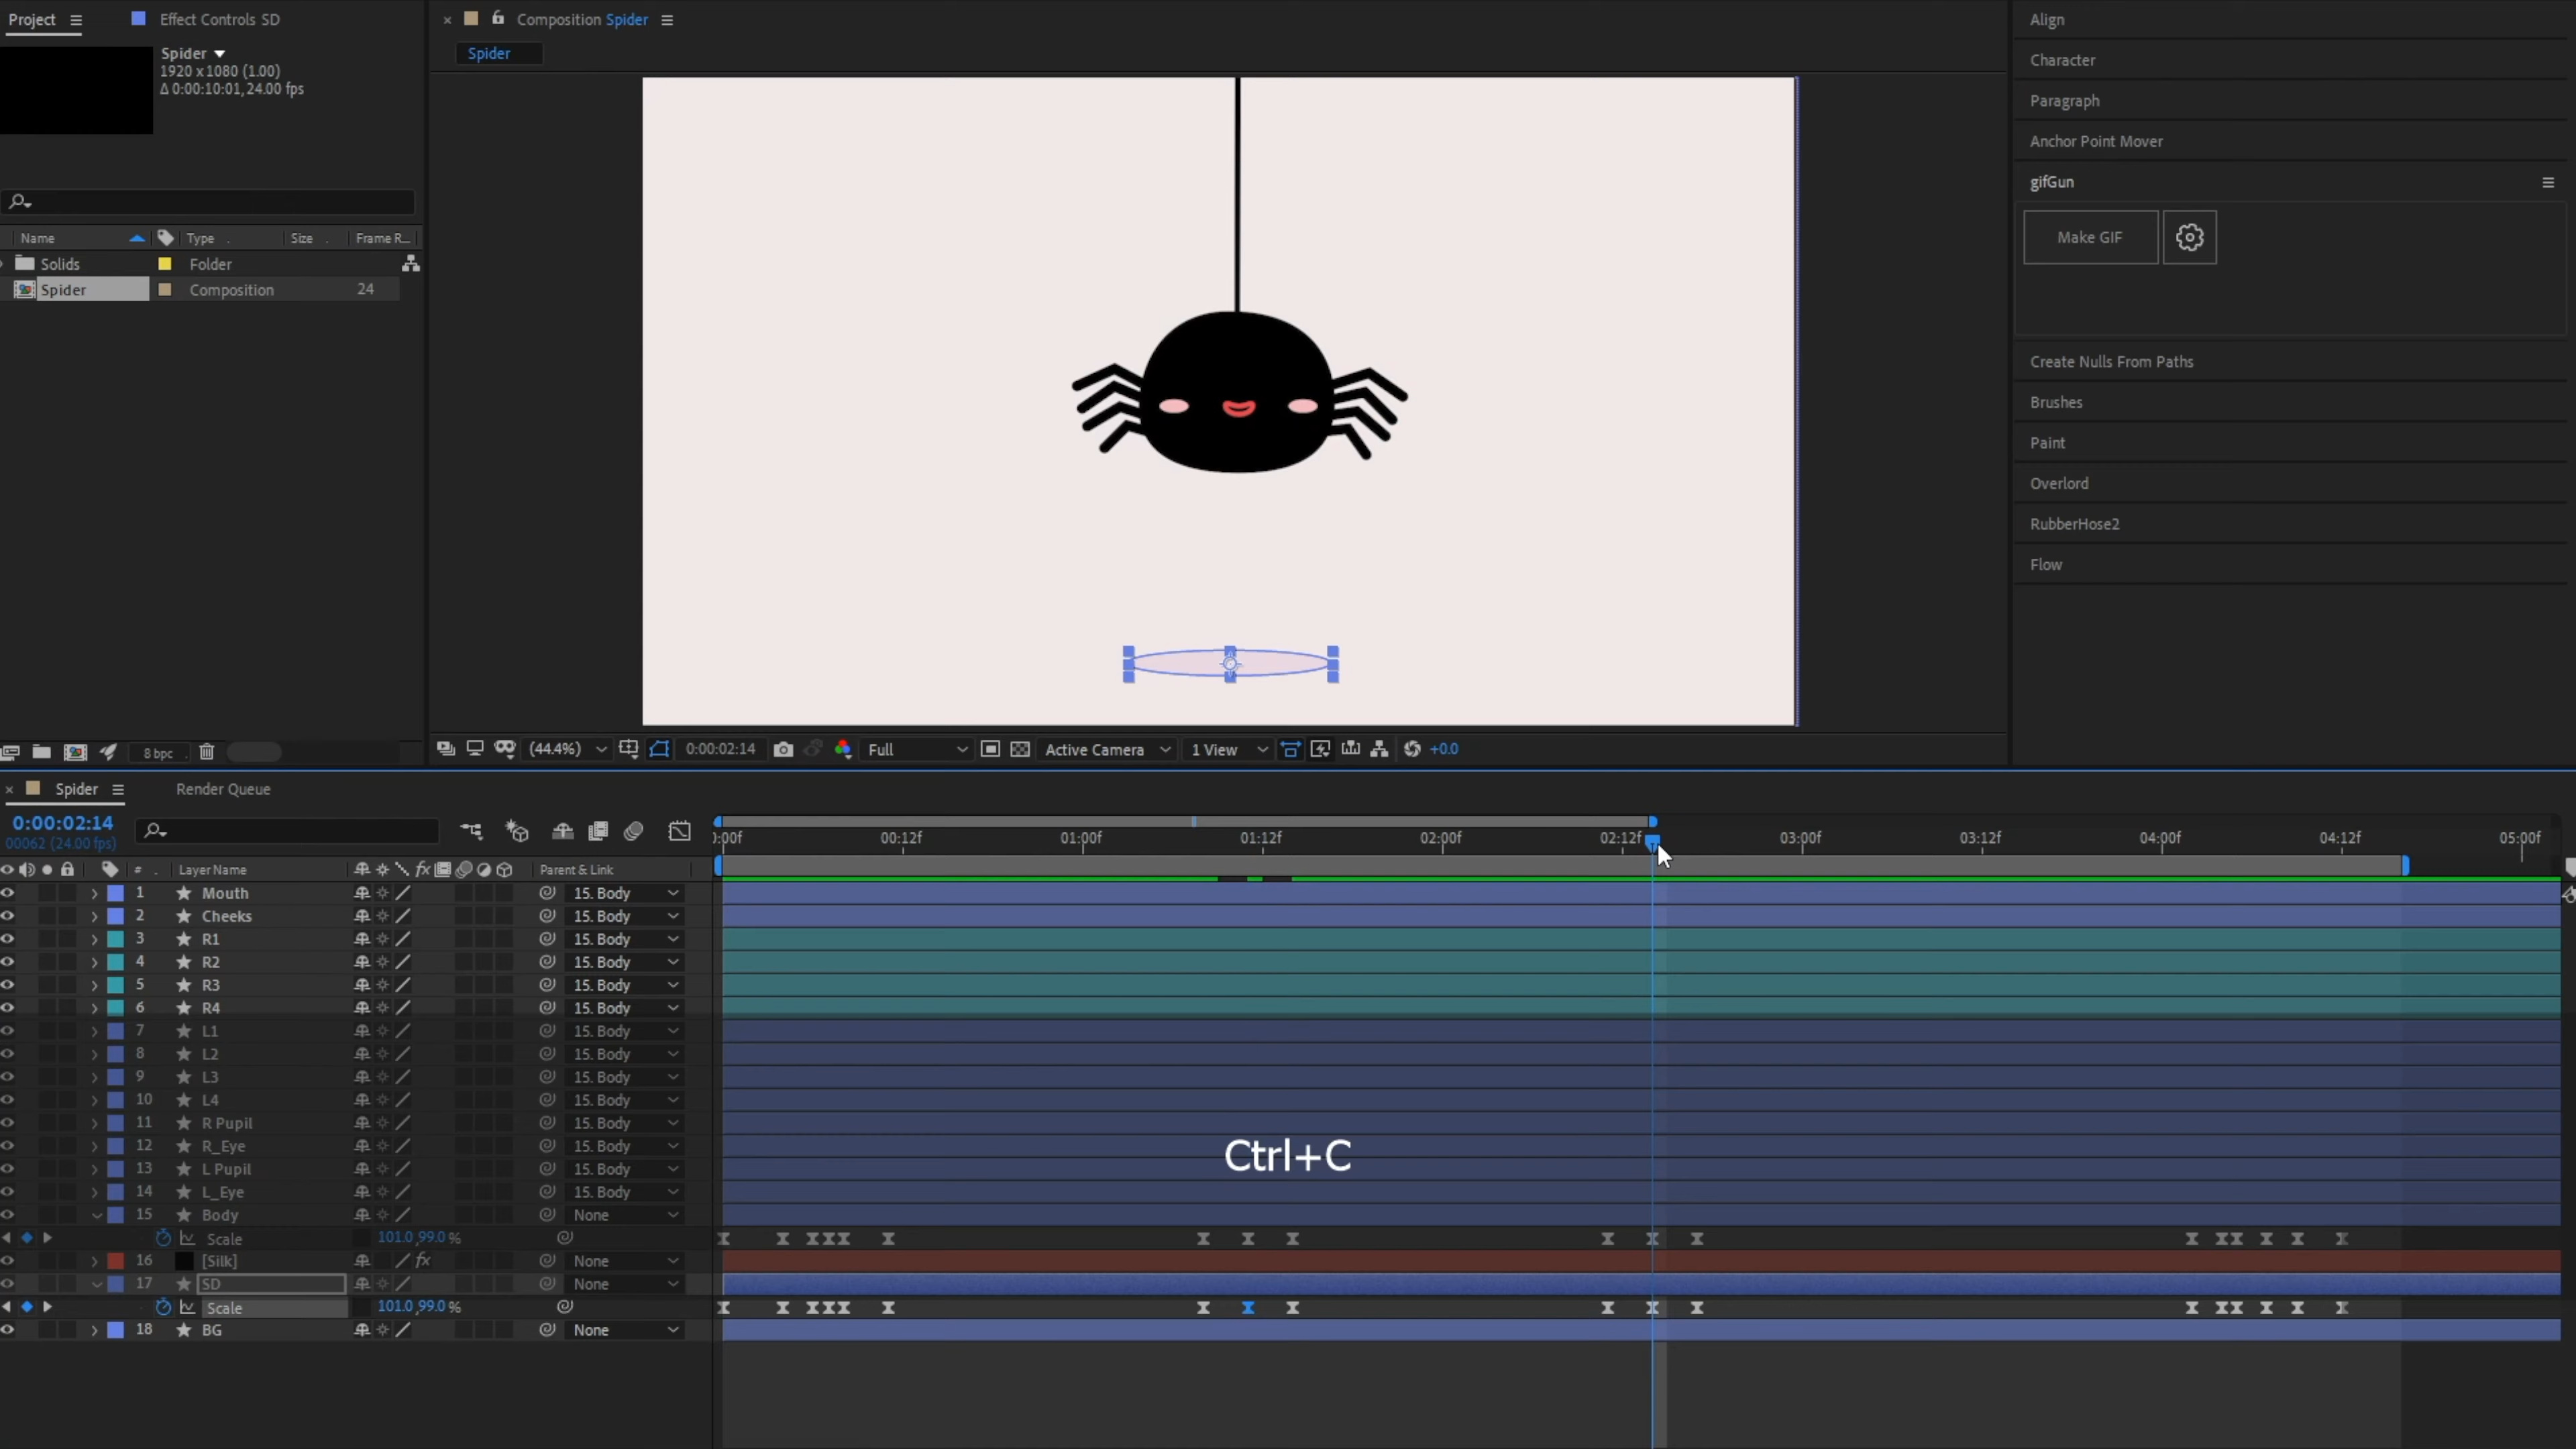 Project
Effect Controls SD
Spider
1920 x 1080 (1.00)
Δ 0:00:10:01, 24.00 fps
Name Type Size Frame R...
Solids Folder
Spider Composition 24
8 bpc
Composition Spider
Spider
(44.4%) 0:00:02:14 Full Active Camera 1 View +0.0
Align
Character
Paragraph
Anchor Point Mover
gifGun
Make GIF
Create Nulls From Paths
Brushes
Paint
Overlord
RubberHose2
Flow
Spider Render Queue
0:00:02:14
00062 (24.00 fps)
:00f 00:12f 01:00f 01:12f 02:00f 02:12f 03:00f 03:12f 04:00f 04:12f 05:00f
# Layer Name fx Parent & Link
1 Mouth 15. Body
2 Cheeks 15. Body
3 R1 15. Body
4 R2 15. Body
5 R3 15. Body
6 R4 15. Body
7 L1 15. Body
8 L2 15. Body
9 L3 15. Body
10 L4 15. Body
11 R Pupil 15. Body
12 R_Eye 15. Body
13 L Pupil 15. Body
14 L_Eye 15. Body
15 Body None
Scale 101.0,99.0%
16 [Silk] fx None
17 SD None
Scale 101.0,99.0%
18 BG None
Ctrl+C